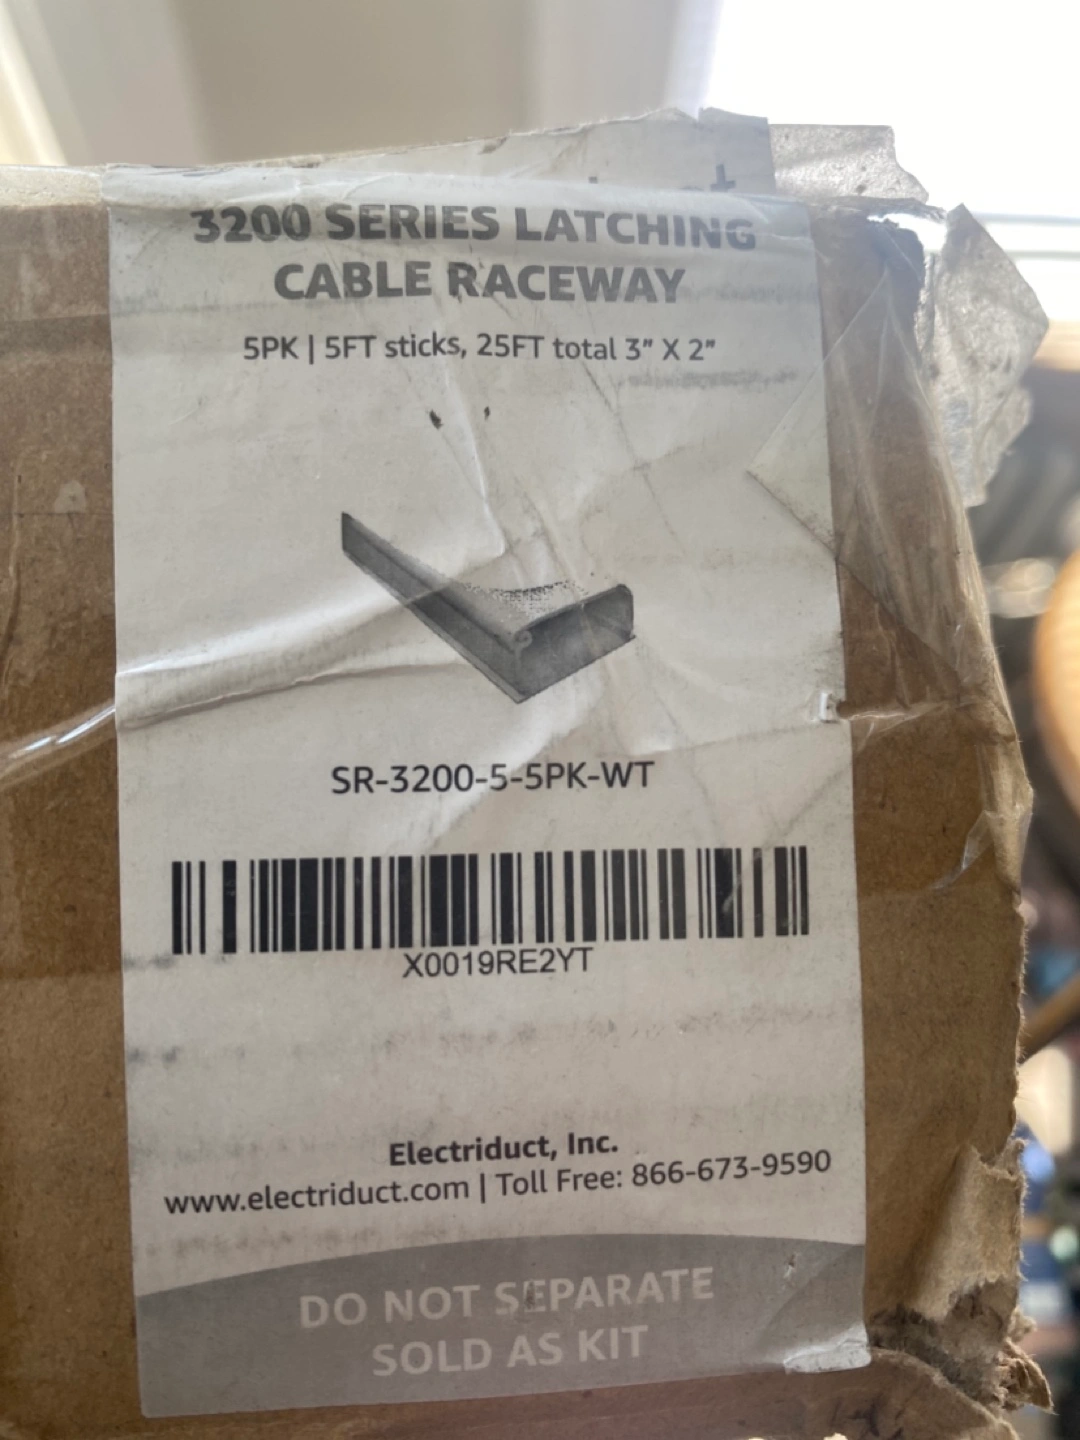 3200 SERIES LATCHING
CABLE RACEWAY
5PK | 5FT sticks, 25FT total 3" X 2"
SR-3200-5-5PK-WT
X0019RE2YT
Electriduct, Inc.
www.electriduct.com | Toll Free: 866-673-9590
DO NOT SEPARATE
SOLD AS KIT